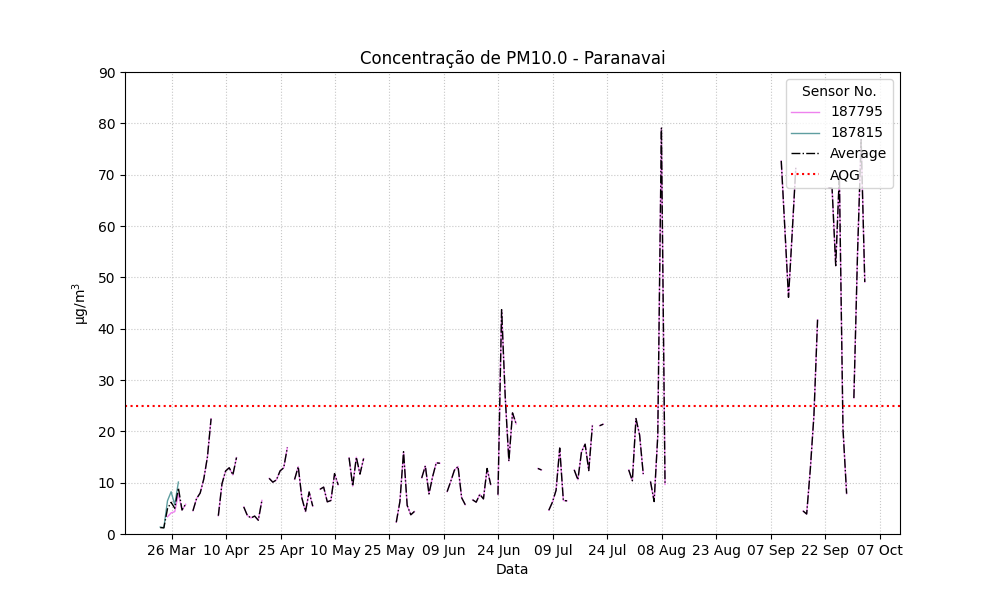 Concentração de PM10.0 - Paranavai
90
80
70
60
50
40
30
20
10
0
µg/m³
Sensor No.
187795
187815
Average
AQG
26 Mar 10 Apr 25 Apr 10 May 25 May 09 Jun 24 Jun 09 Jul 24 Jul 08 Aug 23 Aug 07 Sep 22 Sep 07 Oct
Data